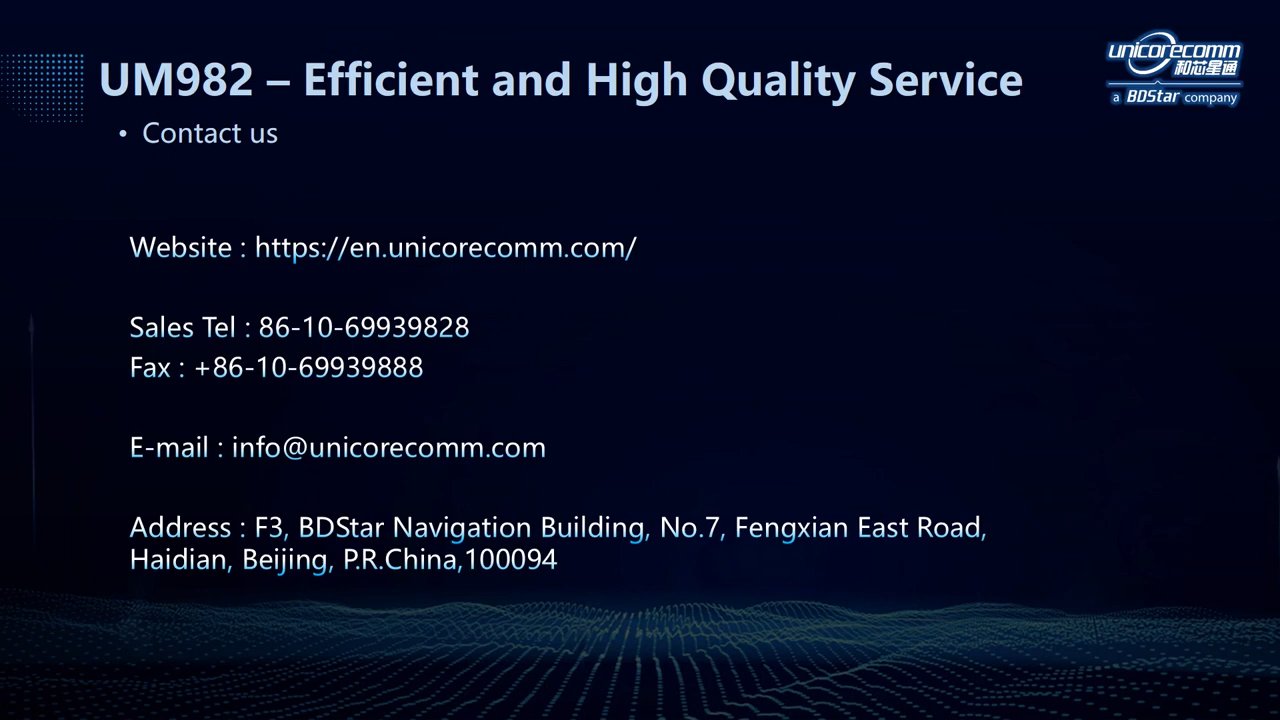 UM982 – Efficient and High Quality Service
unicorecomm
和芯星通
a BDStar company
• Contact us
Website : https://en.unicorecomm.com/
Sales Tel : 86-10-69939828
Fax : +86-10-69939888
E-mail : info@unicorecomm.com
Address : F3, BDStar Navigation Building, No.7, Fengxian East Road,
Haidian, Beijing, P.R.China,100094